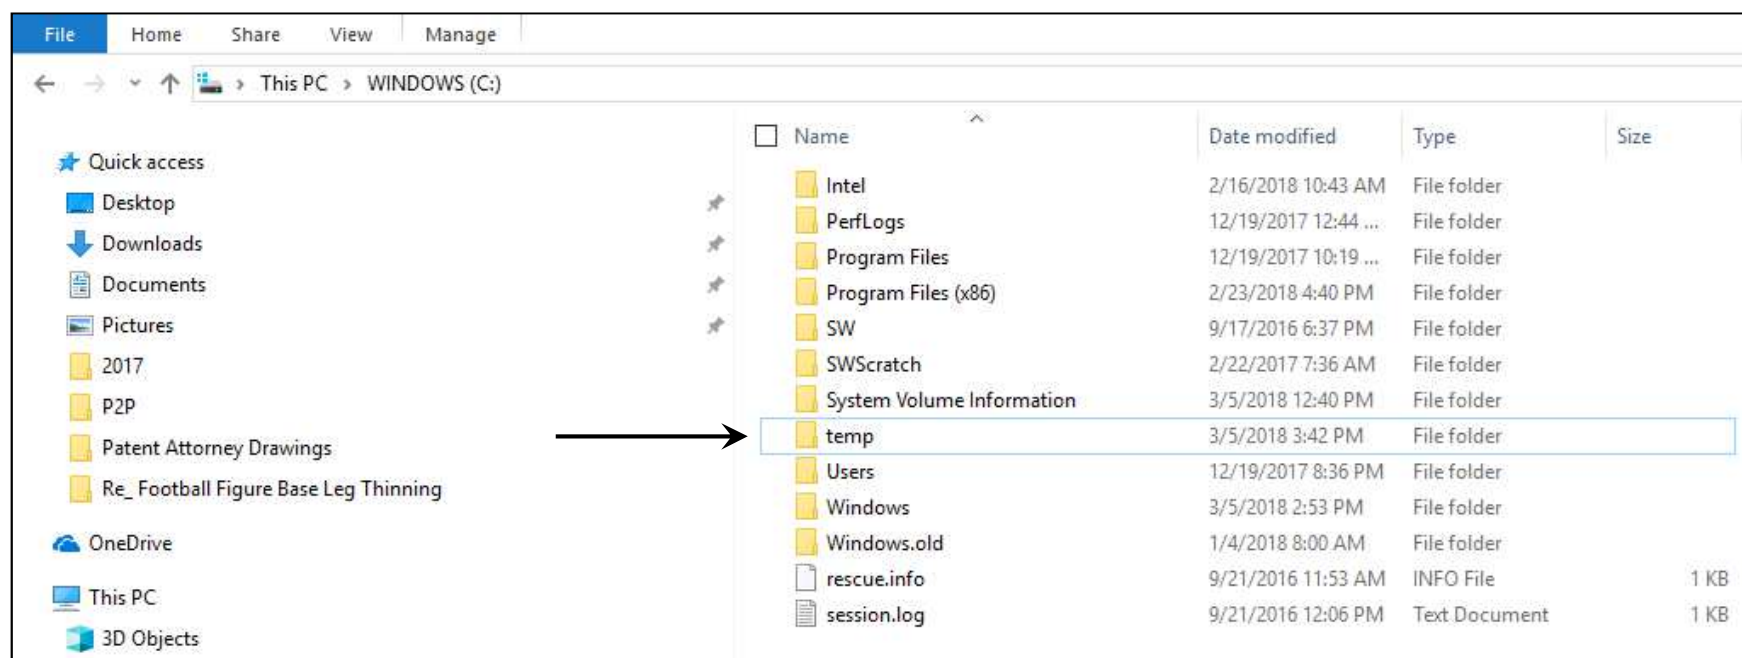 File Home Share View Manage
This PC > WINDOWS (C:)
Quick access
Desktop
Downloads
Documents
Pictures
2017
P2P
Patent Attorney Drawings
Re_ Football Figure Base Leg Thinning
OneDrive
This PC
3D Objects
Name Date modified Type Size
Intel 2/16/2018 10:43 AM File folder
PerfLogs 12/19/2017 12:44 ... File folder
Program Files 12/19/2017 10:19 ... File folder
Program Files (x86) 2/23/2018 4:40 PM File folder
SW 9/17/2016 6:37 PM File folder
SWScratch 2/22/2017 7:36 AM File folder
System Volume Information 3/5/2018 12:40 PM File folder
temp 3/5/2018 3:42 PM File folder
Users 12/19/2017 8:36 PM File folder
Windows 3/5/2018 2:53 PM File folder
Windows.old 1/4/2018 8:00 AM File folder
rescue.info 9/21/2016 11:53 AM INFO File 1 KB
session.log 9/21/2016 12:06 PM Text Document 1 KB